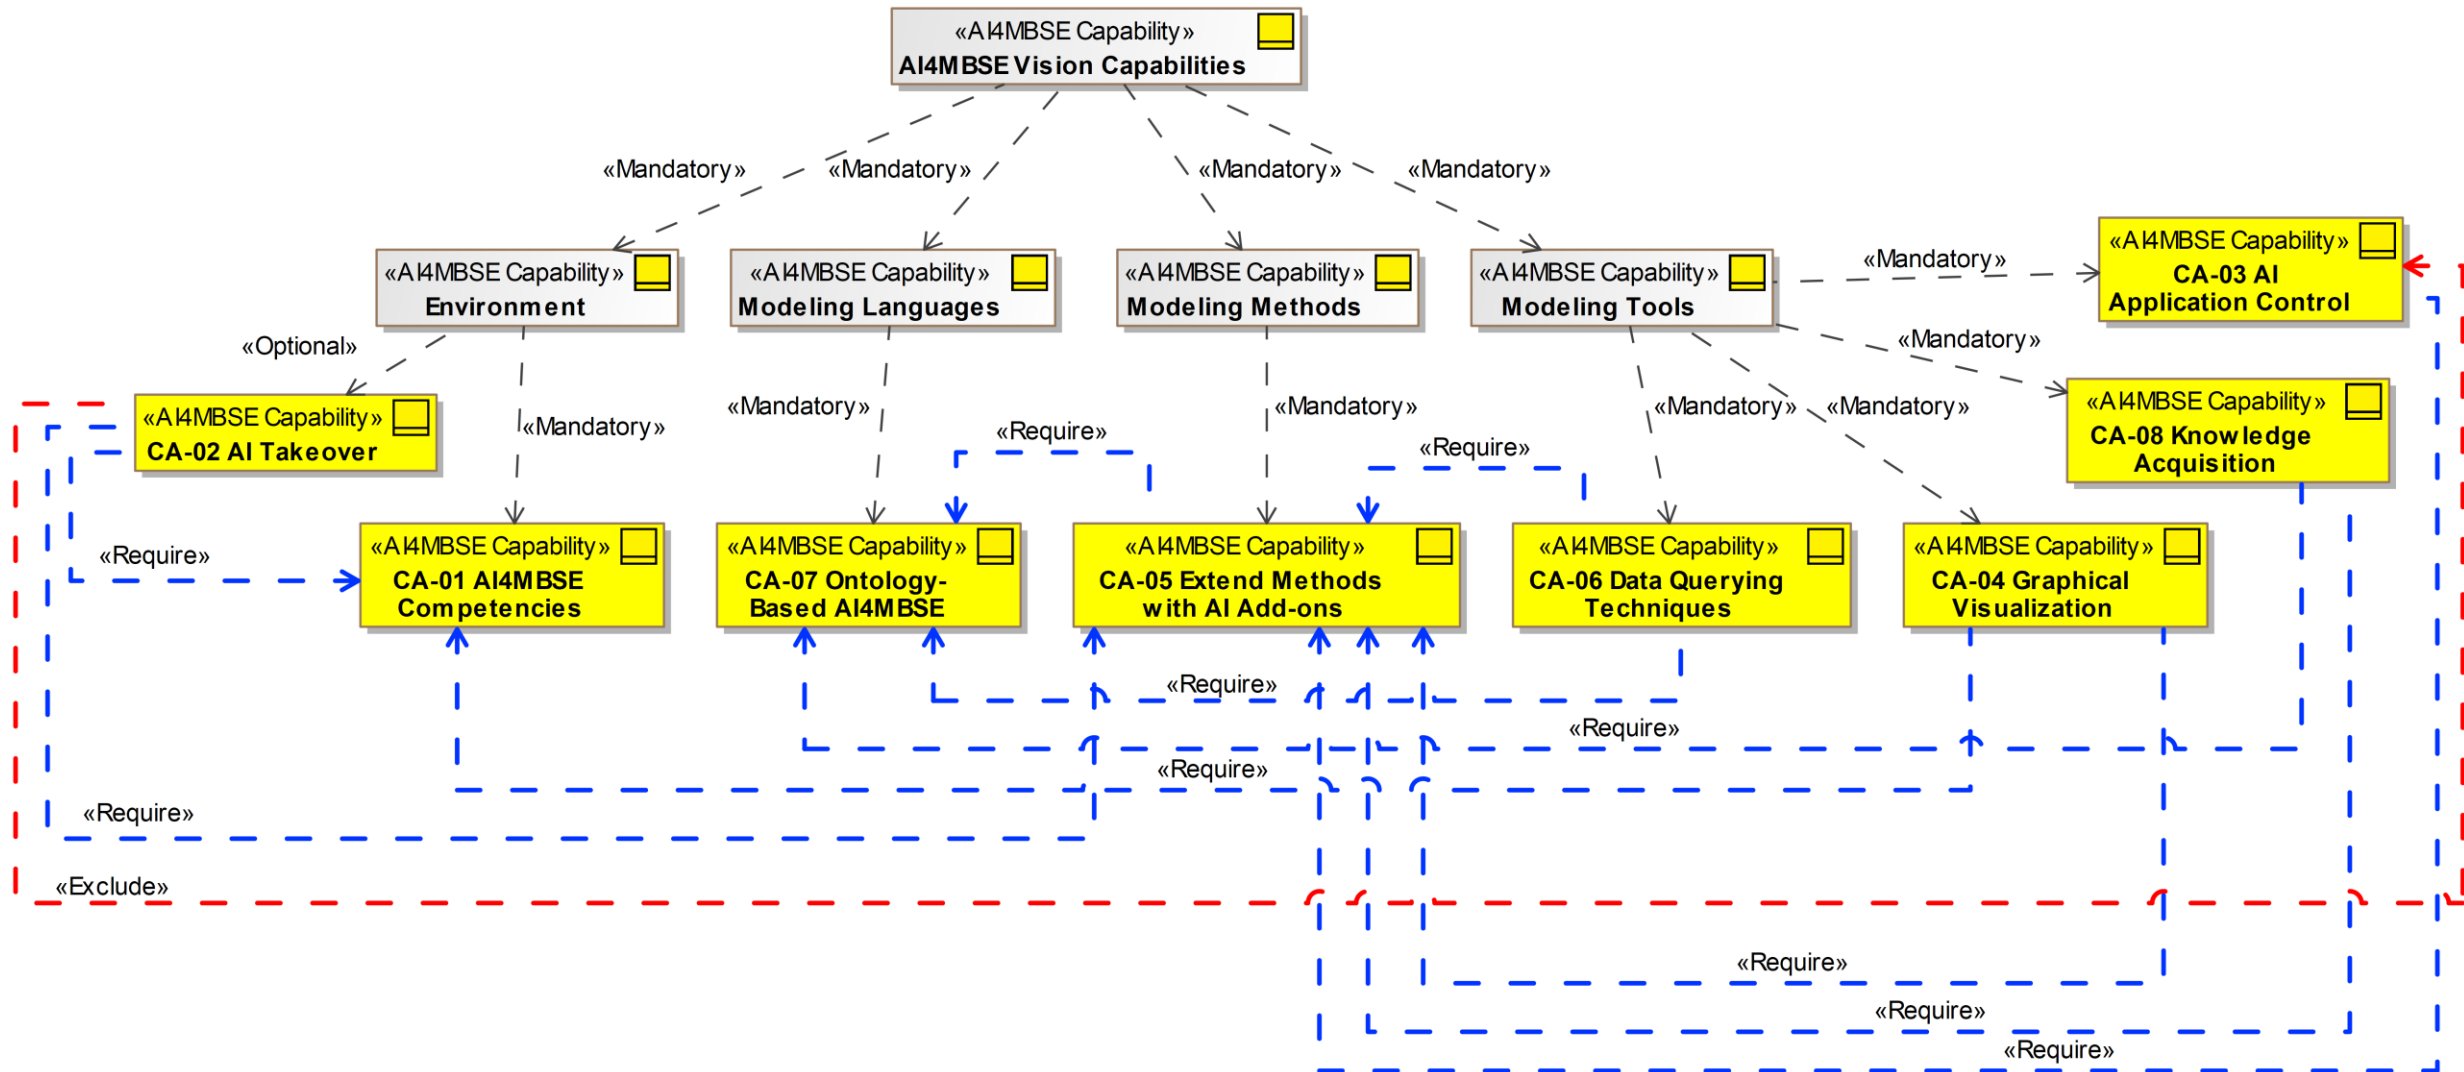 «AI4MBSE Capability»
AI4MBSE Vision Capabilities
«Mandatory»
«Mandatory»
«Mandatory»
«Mandatory»
«AI4MBSE Capability»
Environment
«AI4MBSE Capability»
Modeling Languages
«AI4MBSE Capability»
Modeling Methods
«AI4MBSE Capability»
Modeling Tools
«Mandatory»
«AI4MBSE Capability»
CA-03 AI
Application Control
«Optional»
«Mandatory»
«AI4MBSE Capability»
CA-02 AI Takeover
«Mandatory»
«Mandatory»
«Require»
«Mandatory»
«Require»
«Mandatory»
«Mandatory»
«AI4MBSE Capability»
CA-08 Knowledge
Acquisition
«Require»
«AI4MBSE Capability»
CA-01 AI4MBSE
Competencies
«AI4MBSE Capability»
CA-07 Ontology-
Based AI4MBSE
«AI4MBSE Capability»
CA-05 Extend Methods
with AI Add-ons
«AI4MBSE Capability»
CA-06 Data Querying
Techniques
«AI4MBSE Capability»
CA-04 Graphical
Visualization
«Require»
«Require»
«Require»
«Require»
«Exclude»
«Require»
«Require»
«Require»